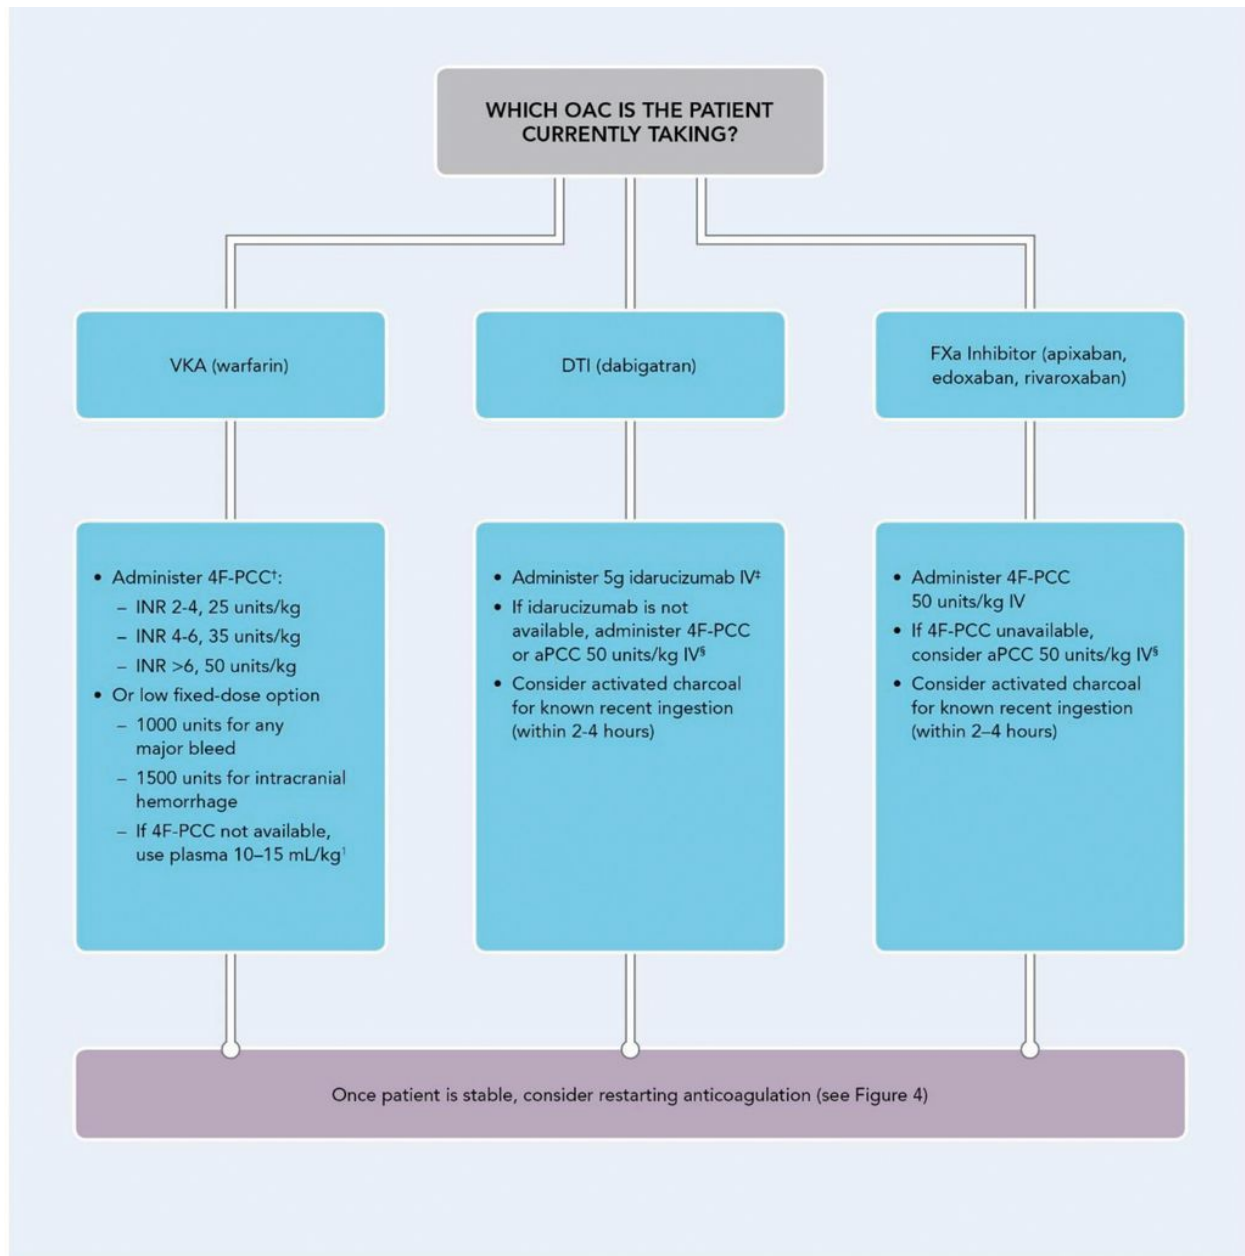 WHICH OAC IS THE PATIENT
CURRENTLY TAKING?
VKA (warfarin)
DTI (dabigatran)
FXa Inhibitor (apixaban,
edoxaban, rivaroxaban)
• Administer 4F-PCC†:
– INR 2-4, 25 units/kg
– INR 4-6, 35 units/kg
– INR >6, 50 units/kg
• Or low fixed-dose option
– 1000 units for any
major bleed
– 1500 units for intracranial
hemorrhage
– If 4F-PCC not available,
use plasma 10–15 mL/kg¹
• Administer 5g idarucizumab IV‡
• If idarucizumab is not
available, administer 4F-PCC
or aPCC 50 units/kg IV§
• Consider activated charcoal
for known recent ingestion
(within 2-4 hours)
• Administer 4F-PCC
50 units/kg IV
• If 4F-PCC unavailable,
consider aPCC 50 units/kg IV§
• Consider activated charcoal
for known recent ingestion
(within 2–4 hours)
Once patient is stable, consider restarting anticoagulation (see Figure 4)